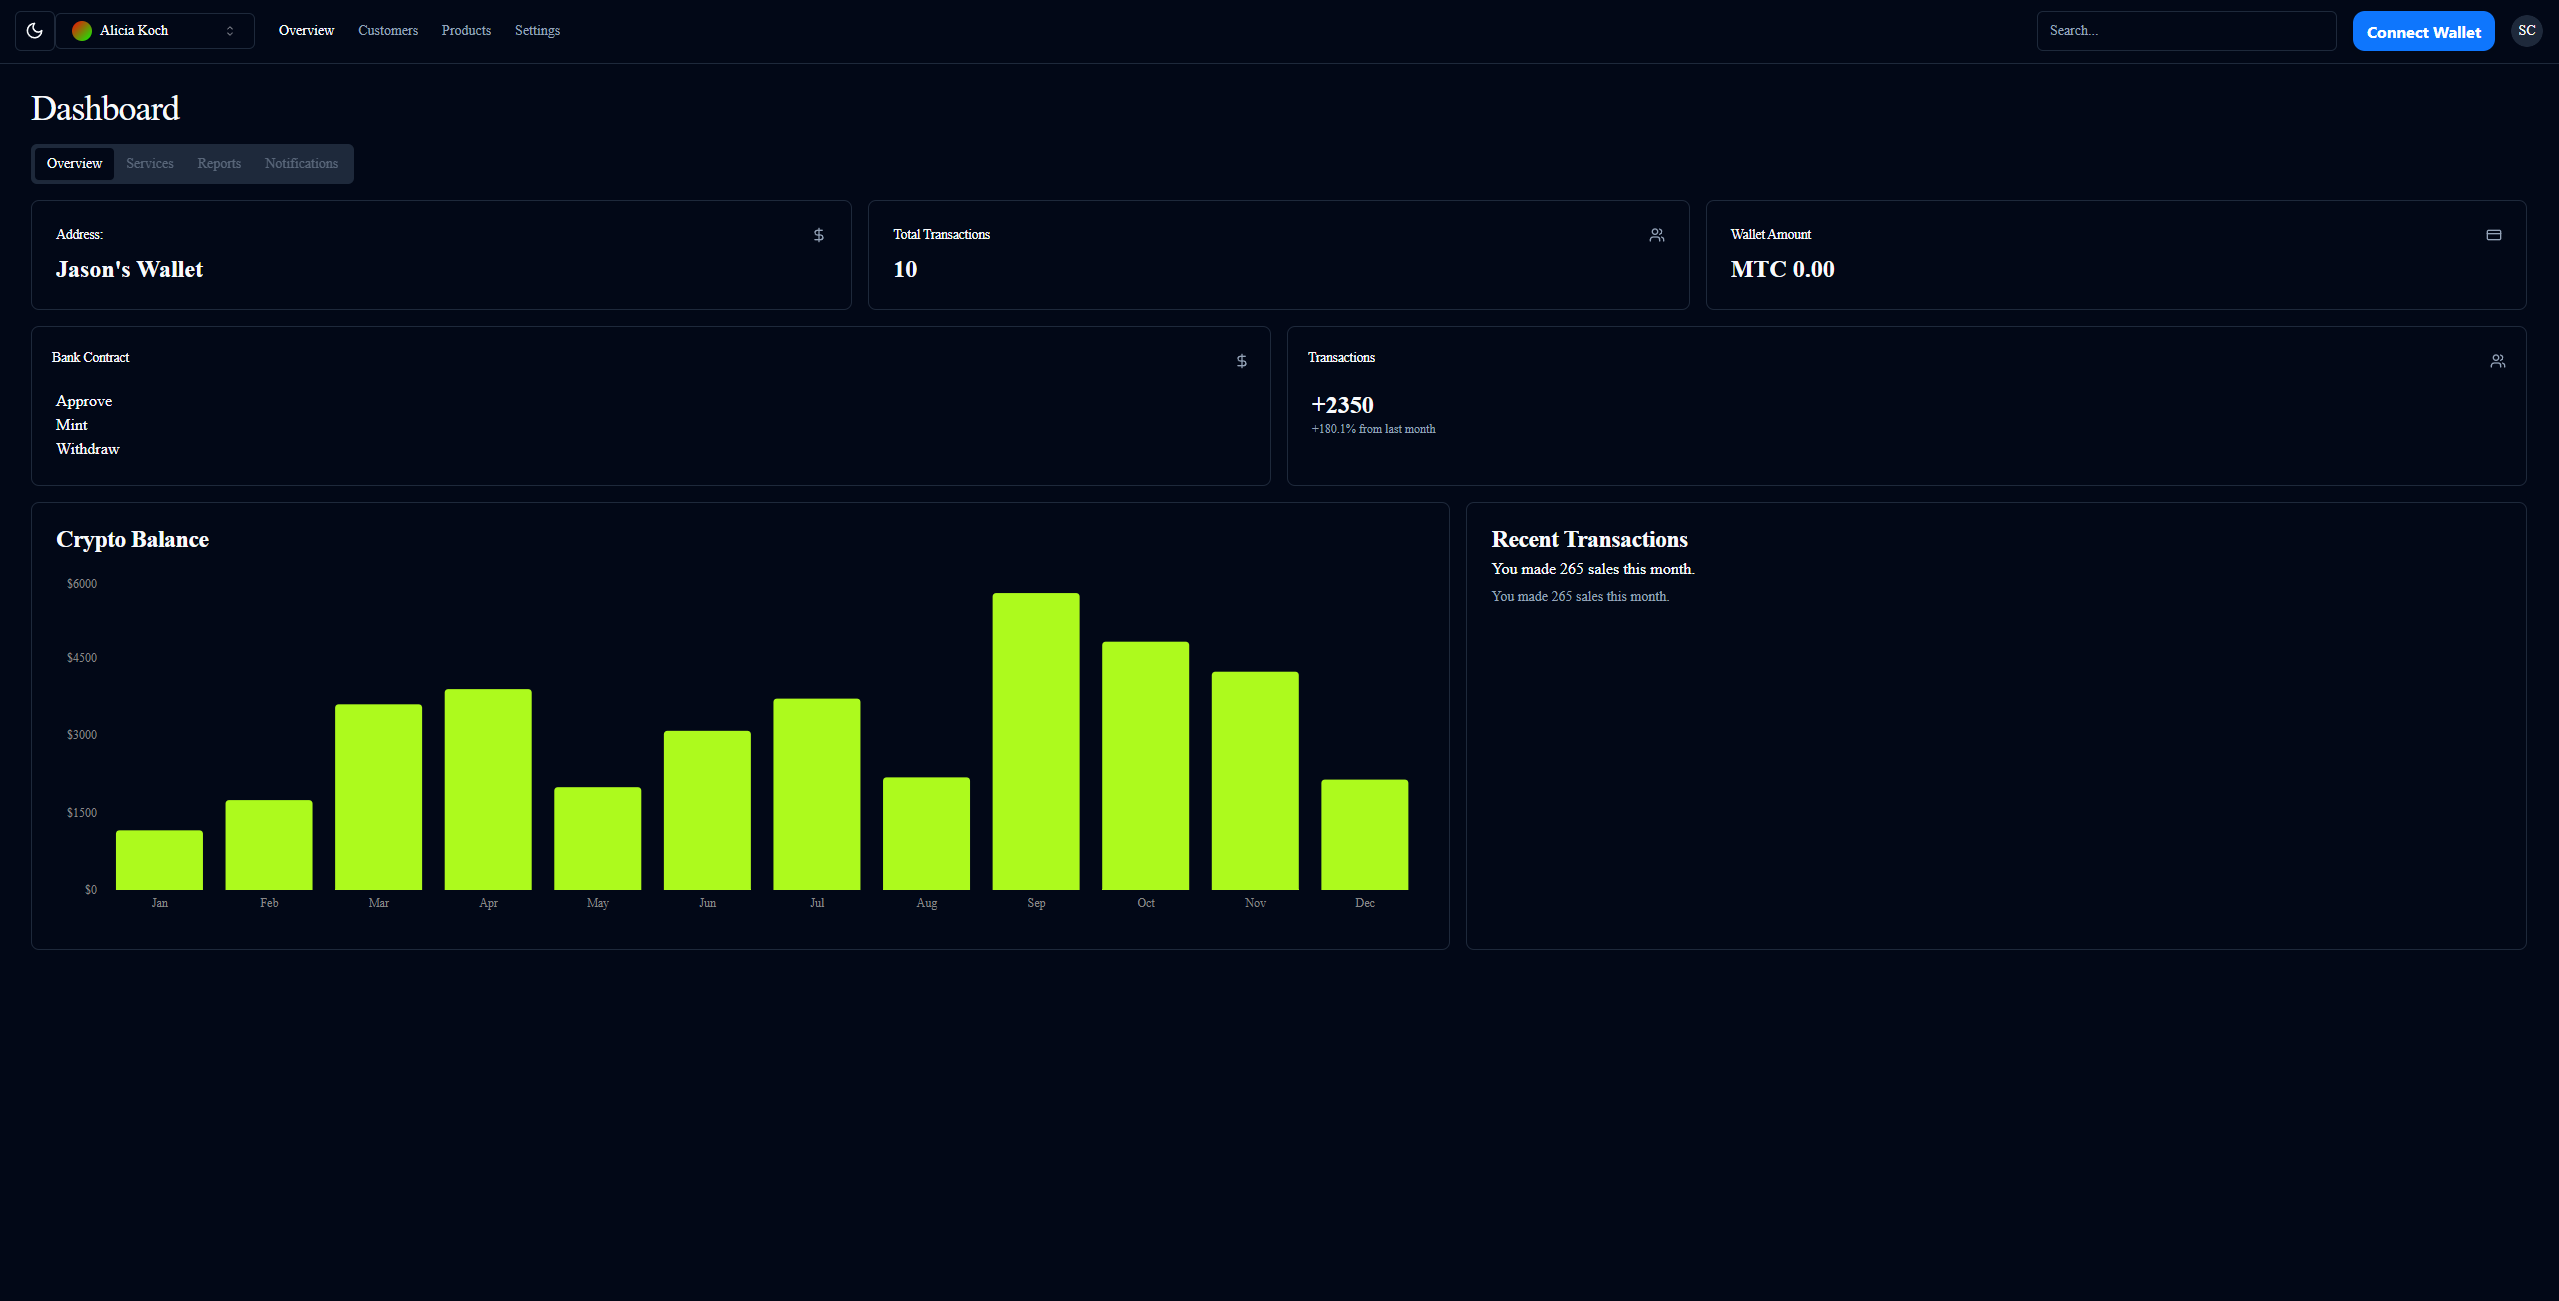 Alicia Koch
Overview Customers Products Settings
Search...
Connect Wallet
SC
Dashboard
Overview Services Reports Notifications
Address:
Jason's Wallet
Total Transactions
10
Wallet Amount
MTC 0.00
Bank Contract
Approve
Mint
Withdraw
Transactions
+2350
+180.1% from last month
Crypto Balance
$6000
$4500
$3000
$1500
$0
Jan Feb Mar Apr May Jun Jul Aug Sep Oct Nov Dec
Recent Transactions
You made 265 sales this month.
You made 265 sales this month.